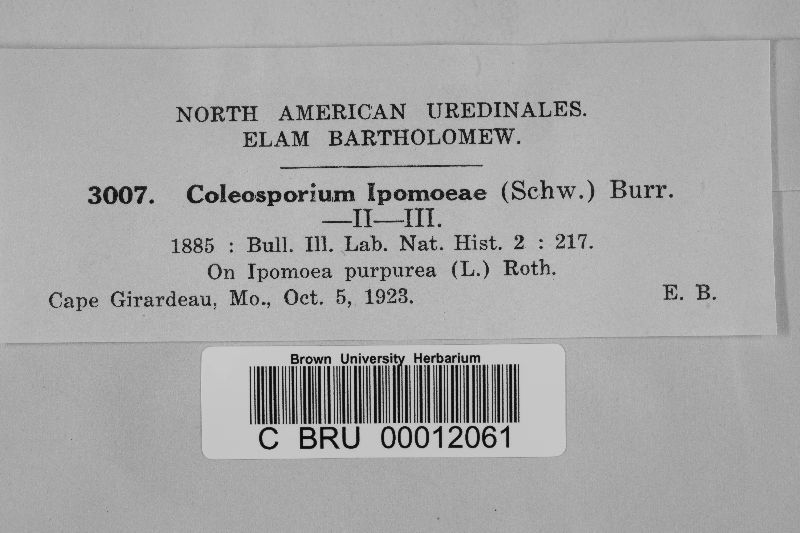 NORTH AMERICAN UREDINALES.
ELAM BARTHOLOMEW.
3007. Coleosporium Ipomoeae (Schw.) Burr.
—II—III.
1885 : Bull. Ill. Lab. Nat. Hist. 2 : 217.
On Ipomoea purpurea (L.) Roth.
Cape Girardeau, Mo., Oct. 5, 1923. E. B.
Brown University Herbarium
C BRU 00012061